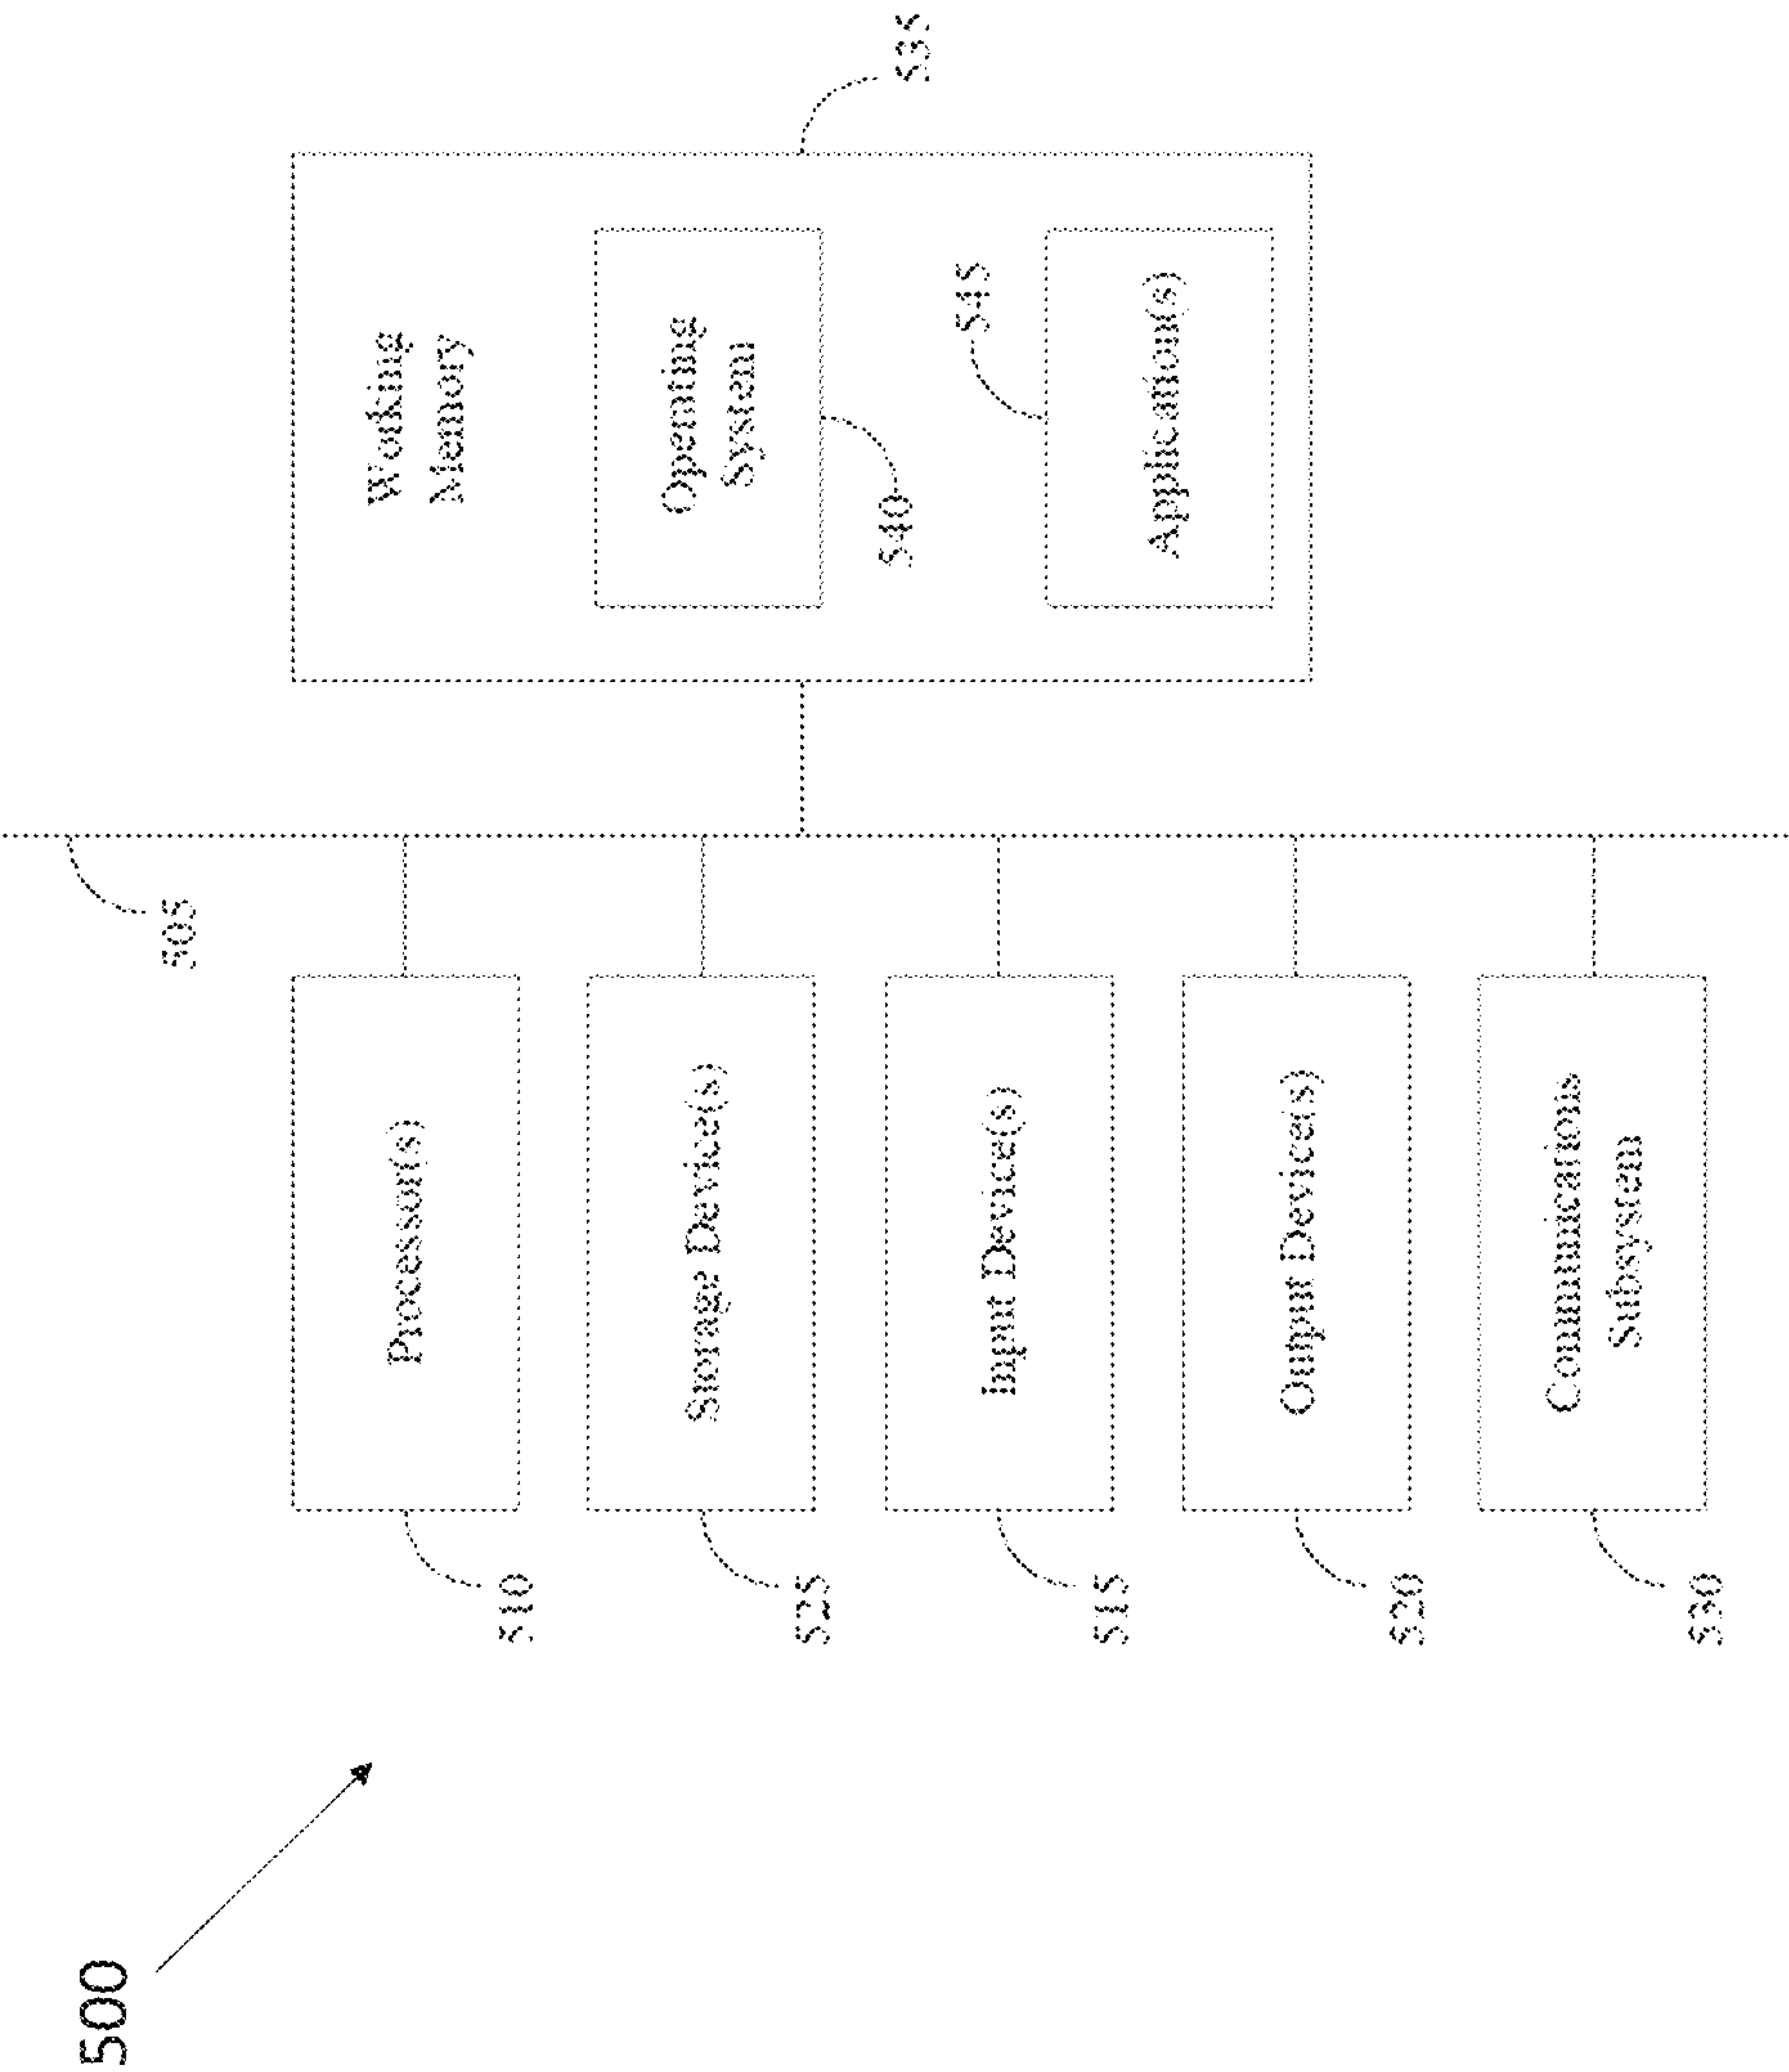 500
505
Processor(s)
510
Storage Device(s)
525
Input Device(s)
515
Output Device(s)
520
Communications
Subsystem
530
Working
Memory
535
Operating
System
540
545
Application(s)